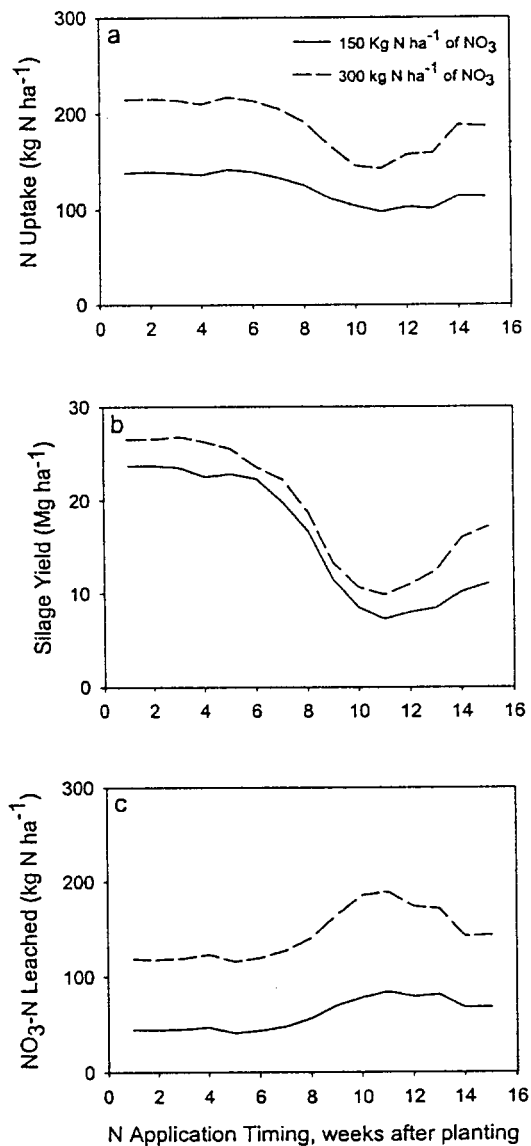 a
150 Kg N ha⁻¹ of NO₃
300 kg N ha⁻¹ of NO₃
N Uptake (kg N ha⁻¹)
300
200
100
0
0 2 4 6 8 10 12 14 16
b
Silage Yield (Mg ha⁻¹)
30
20
10
0
0 2 4 6 8 10 12 14 16
c
NO₃-N Leached (kg N ha⁻¹)
300
200
100
0
0 2 4 6 8 10 12 14 16
N Application Timing, weeks after planting